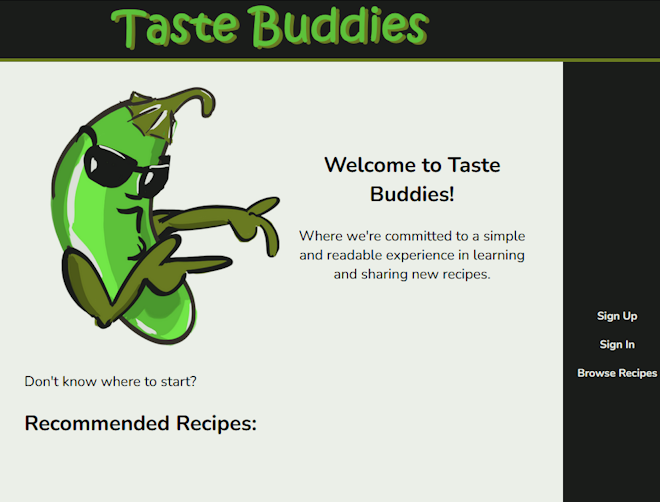 Taste Buddies
Welcome to Taste
Buddies!
Where we're committed to a simple
and readable experience in learning
and sharing new recipes.
Sign Up
Sign In
Browse Recipes
Don't know where to start?
Recommended Recipes: